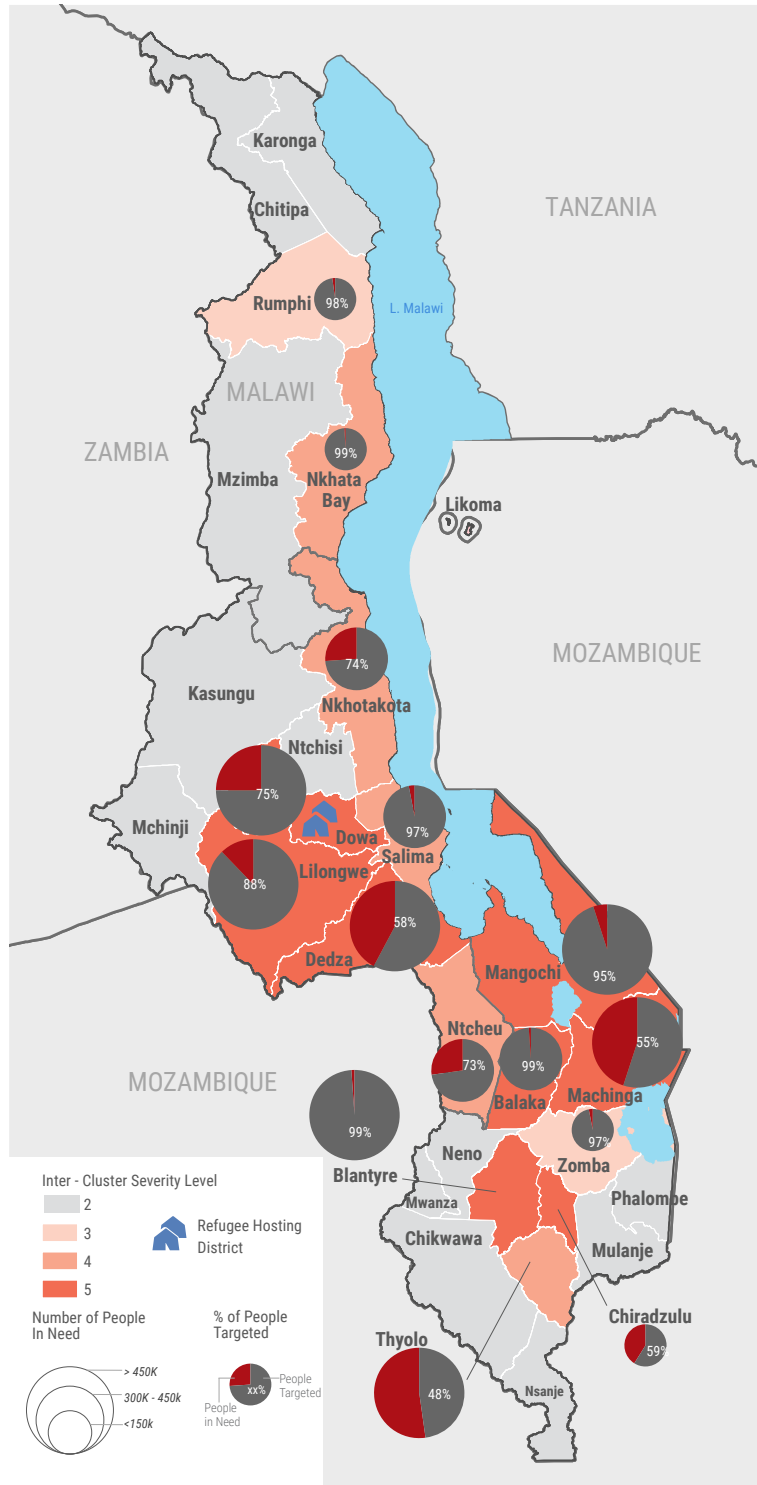 Karonga
TANZANIA
Chitipa
Rumphi
98%
L. Malawi
MALAWI
ZAMBIA
99%
Mzimba
Nkhata
Bay
Likoma
MOZAMBIQUE
74%
Kasungu
Nkhotakota
Ntchisi
75%
Mchinji
97%
Dowa
Salima
Lilongwe
88%
58%
Dedza
Mangochi
95%
Ntcheu
55%
73%
99%
MOZAMBIQUE
Balaka
Machinga
99%
97%
Neno
Zomba
Blantyre
Mwanza
Phalombe
Chikwawa
Mulanje
Chiradzulu
Thyolo
59%
48%
Nsanje
Inter - Cluster Severity Level
2
3
4
5
Refugee Hosting
District
Number of People
In Need
> 450K
300K - 450k
<150k
% of People
Targeted
People
Targeted
xx%
People
in Need